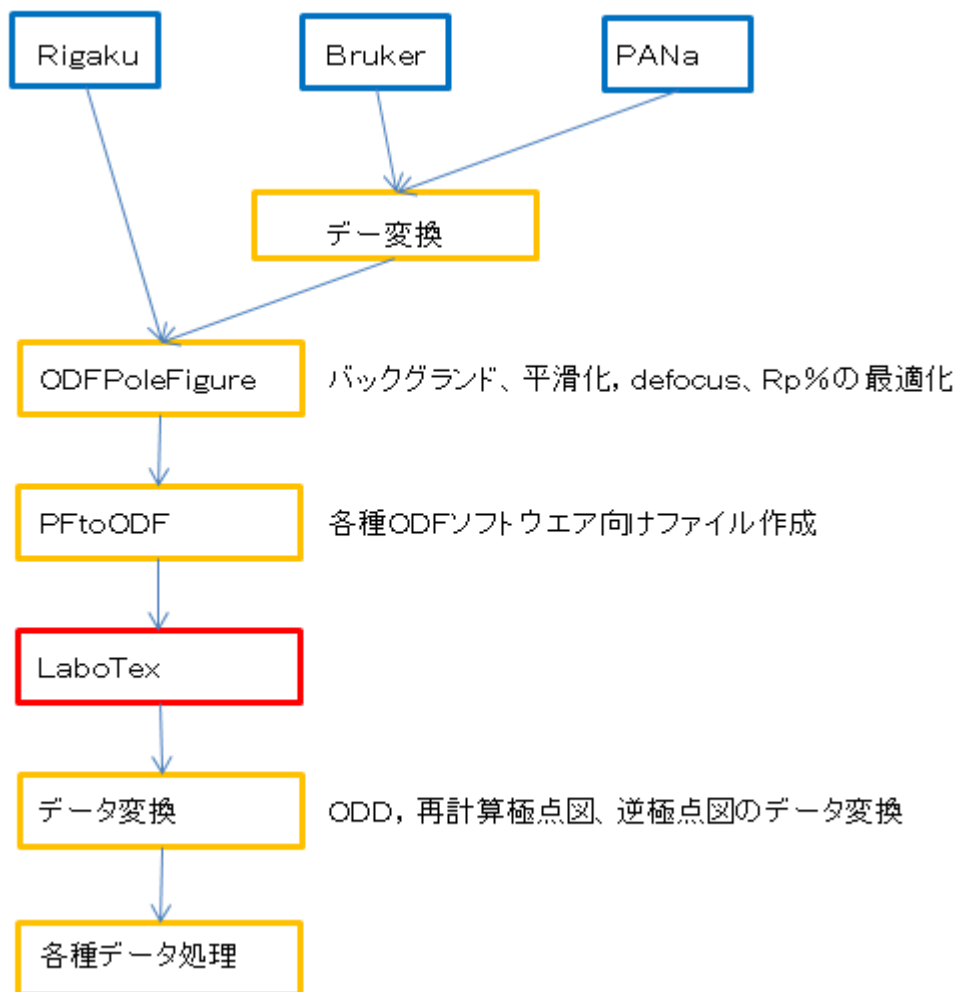 Rigaku
Bruker
PANa
デー変換
ODFPoleFigure
バックグランド、平滑化，defocus、Rp％の最適化
PFtoODF
各種ODFソフトウエア向けファイル作成
LaboTex
データ変換
ODD，再計算極点図、逆極点図のデータ変換
各種データ処理